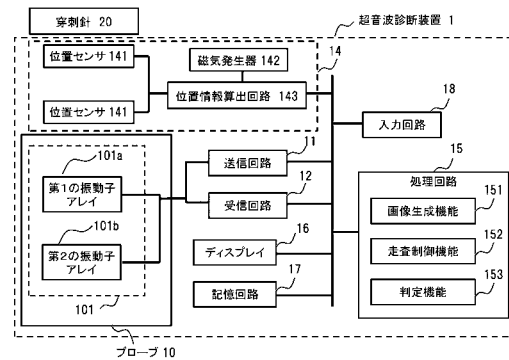 穿刺針 20
超音波診断装置 1
位置センサ 141
磁気発生器 142
14
位置情報算出回路 143
位置センサ 141
18
入力回路
101a
第1の振動子
アレイ
101b
第2の振動子
アレイ
101
プローブ 10
11
送信回路
12
受信回路
16
ディスプレイ
17
記憶回路
15
処理回路
画像生成機能
151
走査制御機能
152
判定機能
153